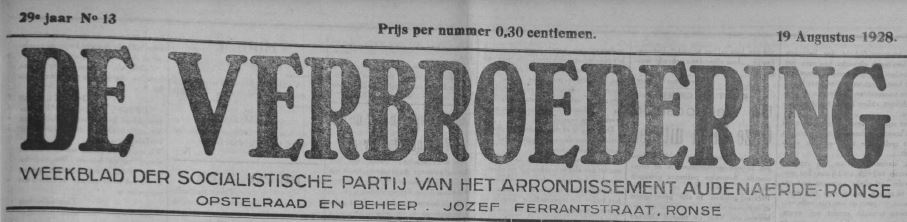 29e jaar No 13
Prijs per nummer 0,30 centiemen.
19 Augustus 1928.
DE VERBROEDERING
WEEKBLAD DER SOCIALISTISCHE PARTIJ VAN HET ARRONDISSEMENT AUDENAERDE-RONSE
OPSTELRAAD EN BEHEER . JOZEF FERRANTSTRAAT, RONSE